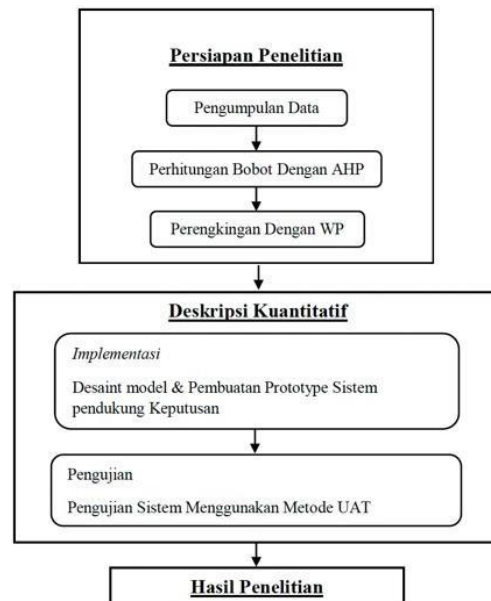 Persiapan Penelitian
Pengumpulan Data
Perhitungan Bobot Dengan AHP
Perengkingan Dengan WP
Deskripsi Kuantitatif
Implementasi
Desaint model & Pembuatan Prototype Sistem
pendukung Keputusan
Pengujian
Pengujian Sistem Menggunakan Metode UAT
Hasil Penelitian